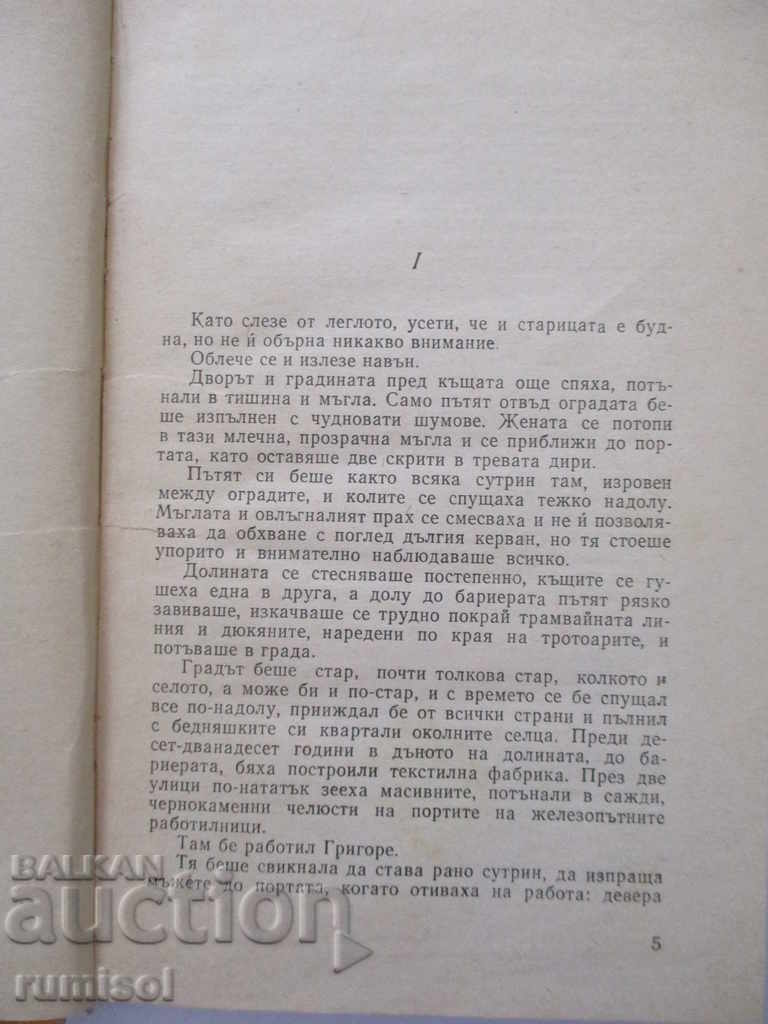 I
Като слезе от леглото, усети, че и старицата е буд-
на, но не ѝ обърна никакво внимание.
Облече се и излезе навън.
Дворът и градината пред къщата още спяха, потъ-
нали в тишина и мъгла. Само пътят отвъд оградата бе-
ше изпълнен с чудновати шумове. Жената се потопи
в тази млечна, прозрачна мъгла и се приближи до пор-
тата, като оставяше две скрити в тревата дири.
Пътят си беше както всяка сутрин там, изровен
между оградите, и колите се спущаха тежко надолу.
Мъглата и овлъгналият прах се смесваха и не ѝ позволя-
ваха да обхване с поглед дългия керван, но тя стоеше
упорито и внимателно наблюдаваше всичко.
Долината се стесняваше постепенно, къщите се гу-
шеха една в друга, а долу до бариерата пътят рязко
завиваше, изкачваше се трудно покрай трамвайната ли-
ния и дюкяните, наредени по края на тротоарите, и
потъваше в града.
Градът беше стар, почти толкова стар, колкото и
селото, а може би и по-стар, и с времето се бе спущал
все по-надолу, прииждал бе от всички страни и пълнил
с бедняшките си квартали околните селца. Преди де-
сет-дванадесет години в дъното на долината, до ба-
риерата, бяха построили текстилна фабрика. През две
улици по-нататък зееха масивните, потънали в сажди,
чернокаменни челюсти на портите на железопътните
работилници.
Там бе работил Григоре.
Тя беше свикнала да става рано сутрин, да изпраща
мъжете до портата, когато отиваха на работа: девера
5
BALKAN
auction
rumisol